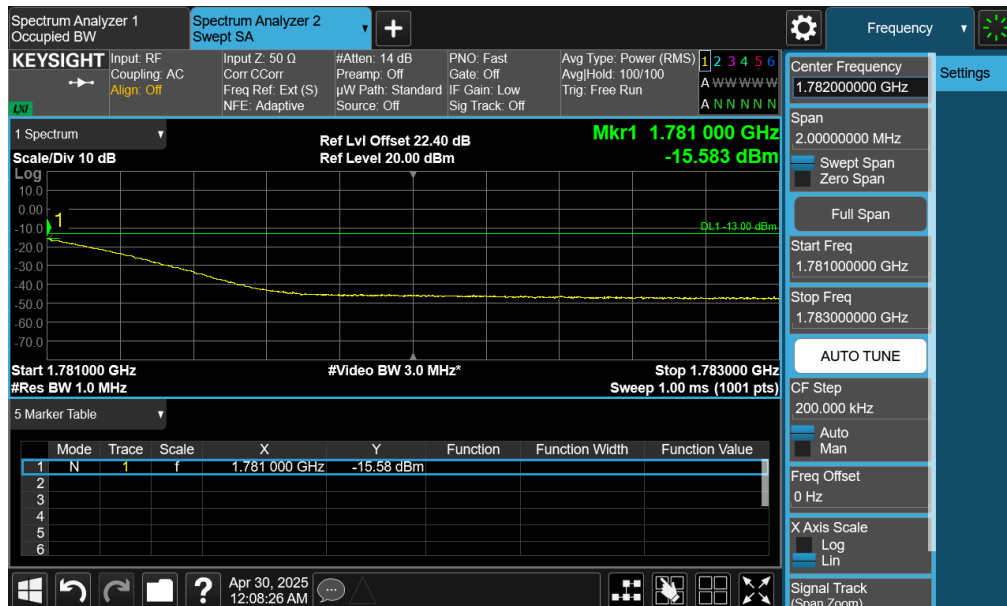 Spectrum Analyzer 1
Occupied BW
Spectrum Analyzer 2
Swept SA
KEYSIGHT
Input: RF
Coupling: AC
Align: Off
Input Z: 50 Ω
Corr CCorr
Freq Ref: Ext (S)
NFE: Adaptive
#Atten: 14 dB
Preamp: Off
µW Path: Standard
Source: Off
PNO: Fast
Gate: Off
IF Gain: Low
Sig Track: Off
Avg Type: Power (RMS)
Avg|Hold: 100/100
Trig: Free Run
1 2 3 4 5 6
A W W W W W
A N N N N N
LXI
1 Spectrum
Scale/Div 10 dB
Ref Lvl Offset 22.40 dB
Ref Level 20.00 dBm
Mkr1 1.781 000 GHz
-15.583 dBm
Log
10.0
0.00
-10.0
-20.0
-30.0
-40.0
-50.0
-60.0
-70.0
1
DL1 -13.00 dBm
Start 1.781000 GHz
#Video BW 3.0 MHz*
Stop 1.783000 GHz
#Res BW 1.0 MHz
Sweep 1.00 ms (1001 pts)
5 Marker Table
Mode Trace Scale X Y Function Function Width Function Value
1 N 1 f 1.781 000 GHz -15.58 dBm
2
3
4
5
6
?
Apr 30, 2025
12:08:26 AM
Frequency
Settings
Center Frequency
1.782000000 GHz
Span
2.00000000 MHz
Swept Span
Zero Span
Full Span
Start Freq
1.781000000 GHz
Stop Freq
1.783000000 GHz
AUTO TUNE
CF Step
200.000 kHz
Auto
Man
Freq Offset
0 Hz
X Axis Scale
Log
Lin
Signal Track
(Span Zoom)